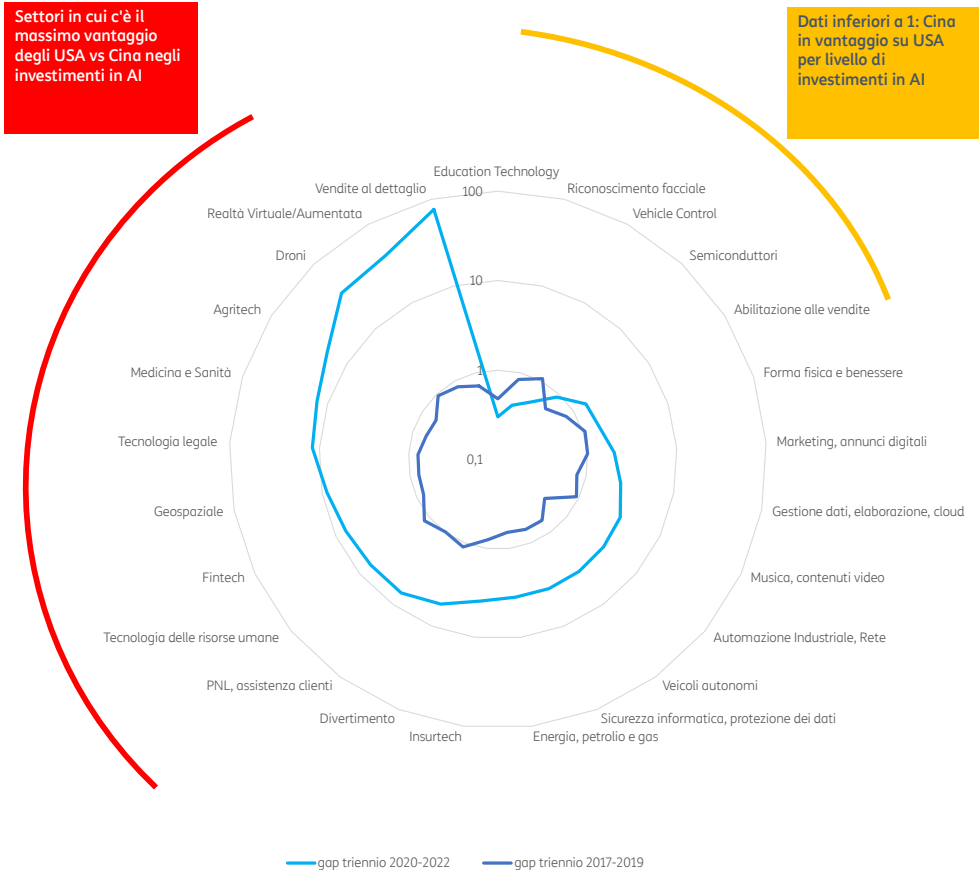 Settori in cui c'è il
massimo vantaggio
degli USA vs Cina negli
investimenti in AI
Dati inferiori a 1: Cina
in vantaggio su USA
per livello di
investimenti in AI
Education Technology
Riconoscimento facciale
Vehicle Control
Semiconduttori
Abilitazione alle vendite
Forma fisica e benessere
Marketing, annunci digitali
Gestione dati, elaborazione, cloud
Musica, contenuti video
Automazione Industriale, Rete
Veicoli autonomi
Sicurezza informatica, protezione dei dati
Energia, petrolio e gas
Insurtech
Divertimento
PNL, assistenza clienti
Tecnologia delle risorse umane
Fintech
Geospaziale
Tecnologia legale
Medicina e Sanità
Agritech
Droni
Realtà Virtuale/Aumentata
Vendite al dettaglio
100
10
1
0,1
gap triennio 2020-2022
gap triennio 2017-2019